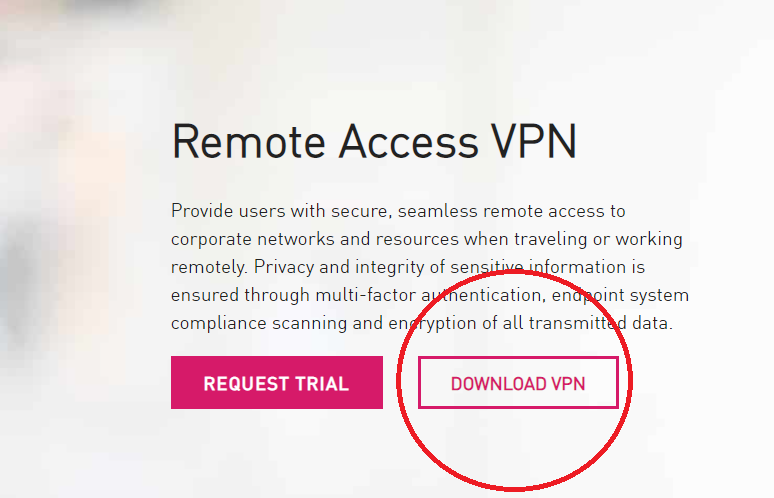 Remote Access VPN
Provide users with secure, seamless remote access to
corporate networks and resources when traveling or working
remotely. Privacy and integrity of sensitive information is
ensured through multi-factor authentication, endpoint system
compliance scanning and encryption of all transmitted data.
REQUEST TRIAL
DOWNLOAD VPN